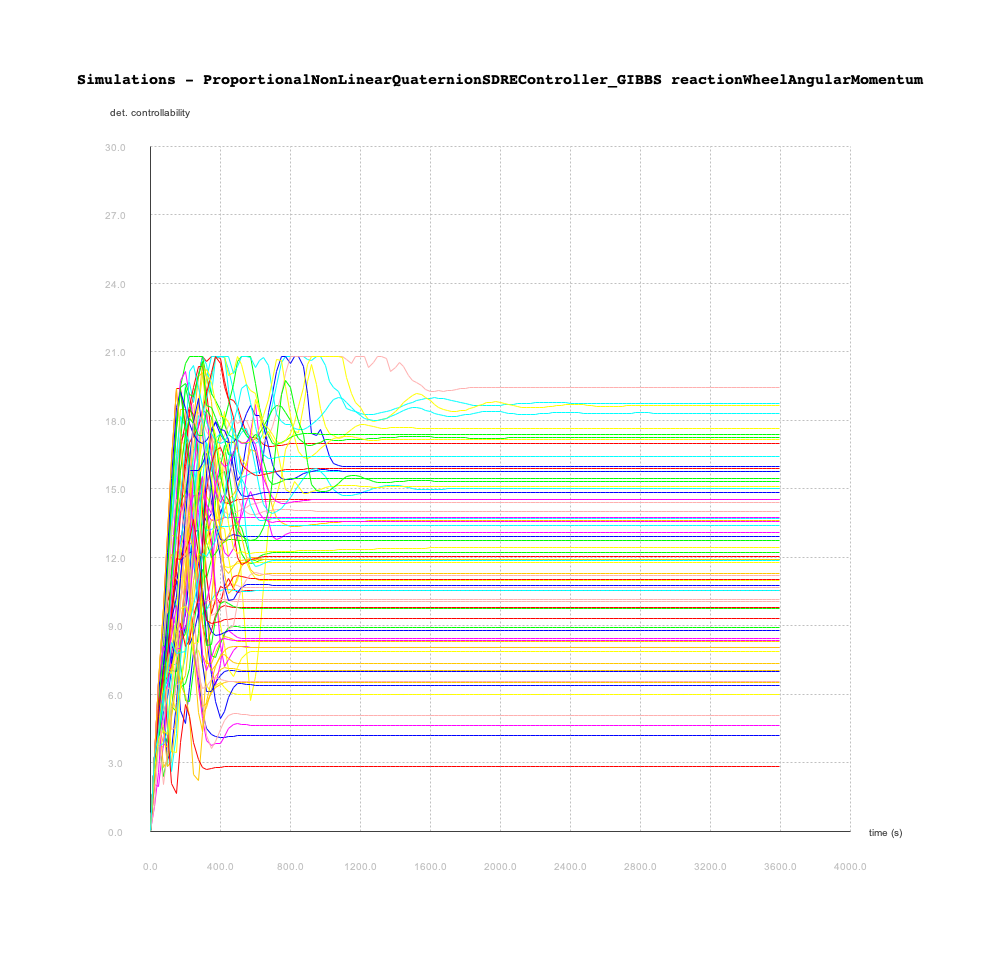 Simulations - ProportionalNonLinearQuaternionSDREController_GIBBS reactionWheelAngularMomentum
det. controllability
30.0
27.0
24.0
21.0
18.0
15.0
12.0
9.0
6.0
3.0
0.0
time (s)
0.0 400.0 800.0 1200.0 1600.0 2000.0 2400.0 2800.0 3200.0 3600.0 4000.0